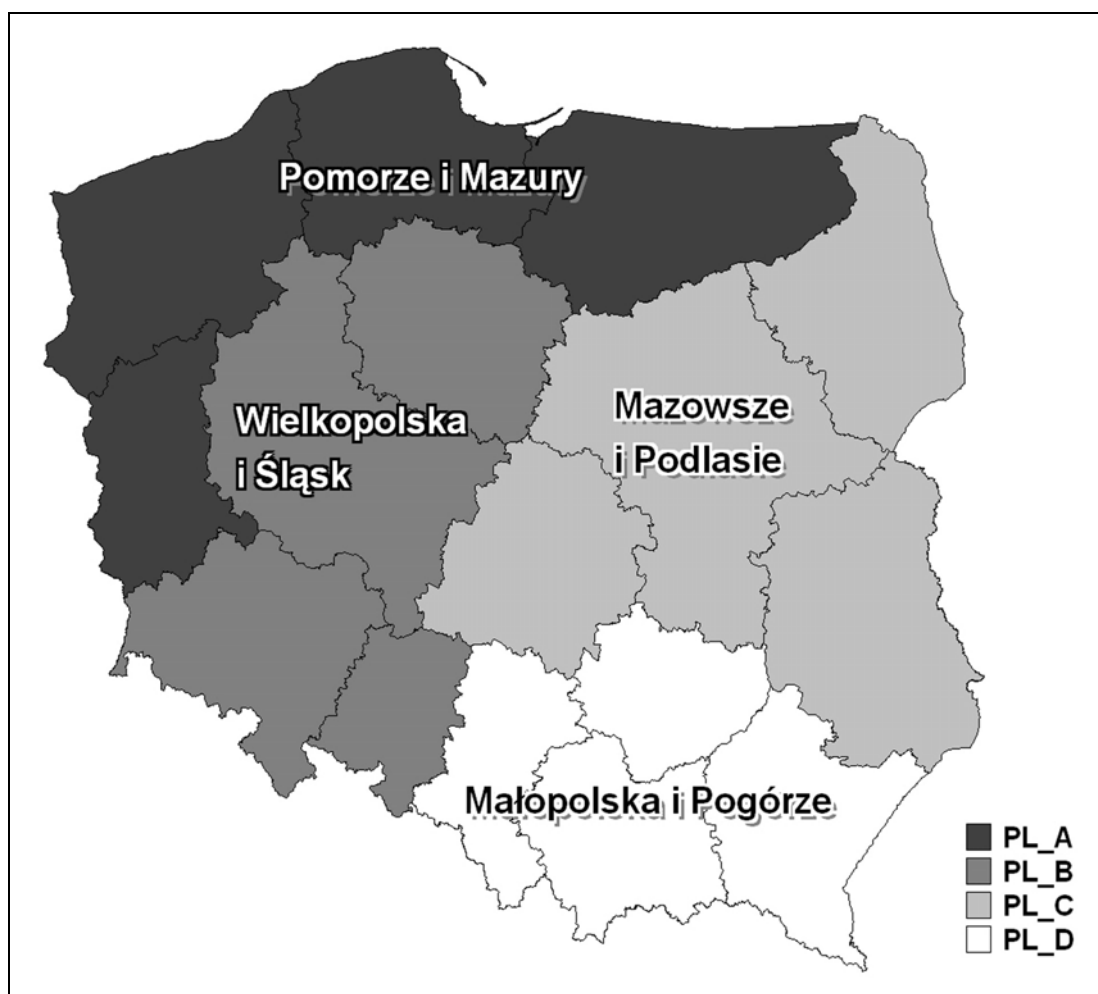 Pomorze i Mazury
Wielkopolska
i Śląsk
Mazowsze
i Podlasie
Małopolska i Pogórze
PL_A
PL_B
PL_C
PL_D